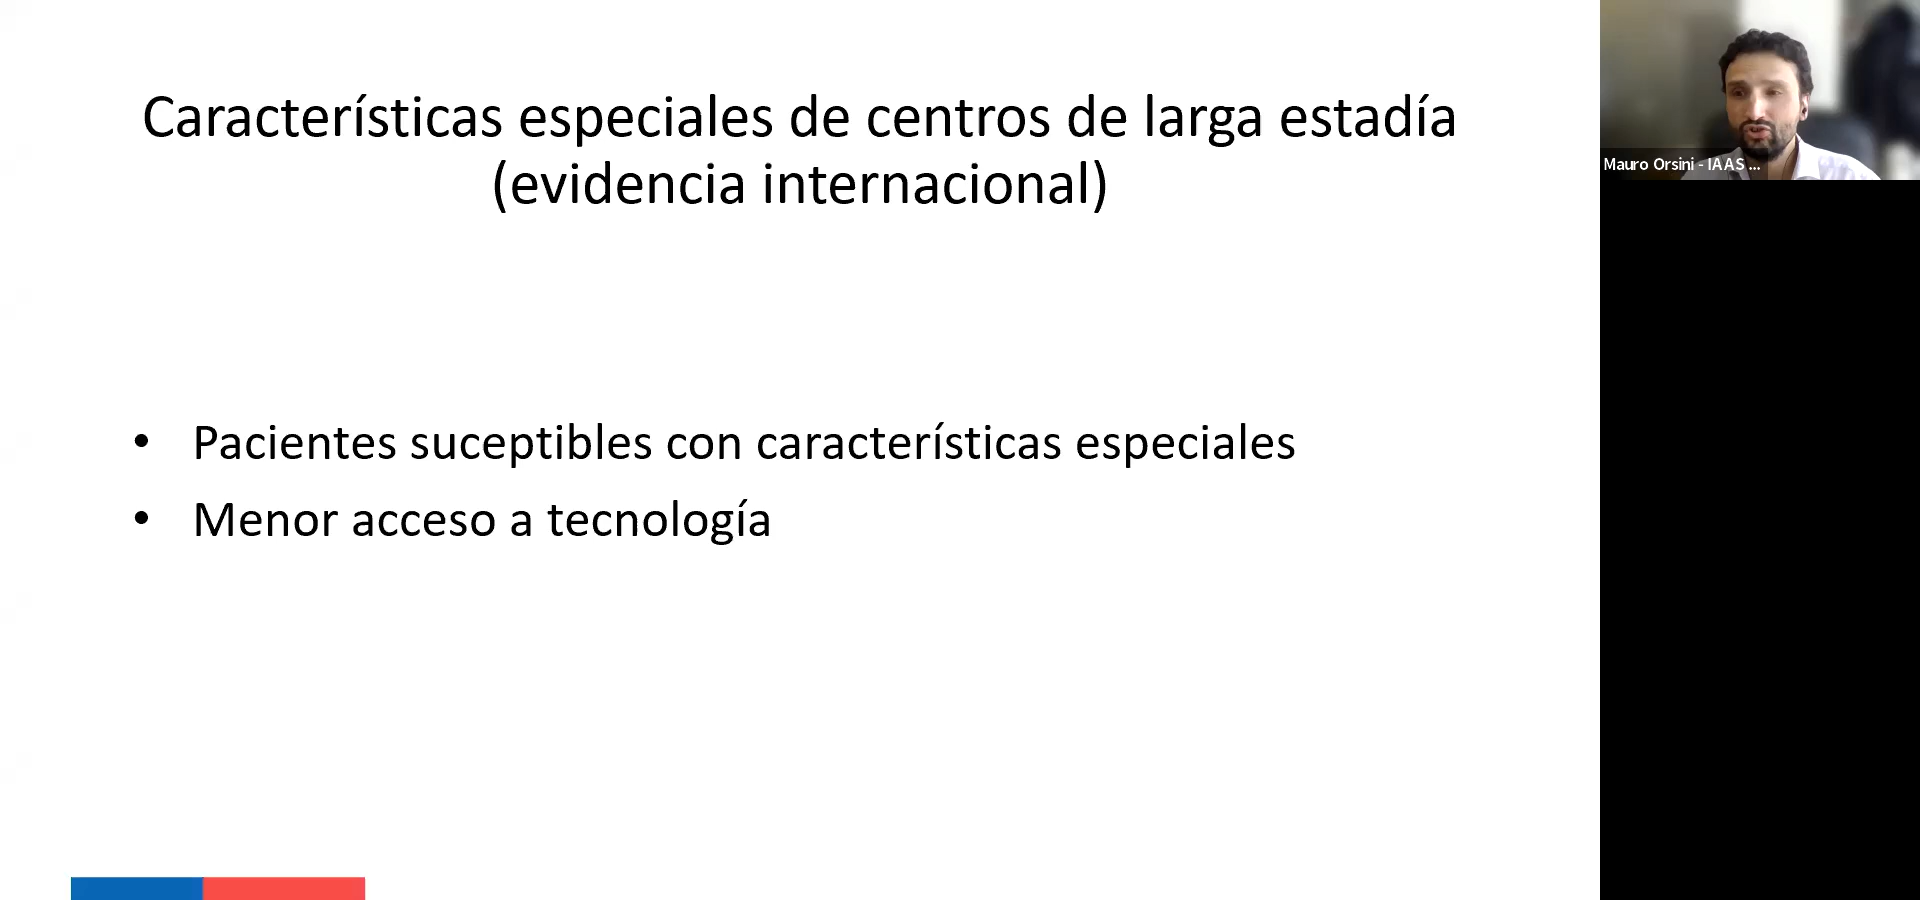 Características especiales de centros de larga estadía
(evidencia internacional)
• Pacientes suceptibles con características especiales
• Menor acceso a tecnología
Mauro Orsini - IAAS ...